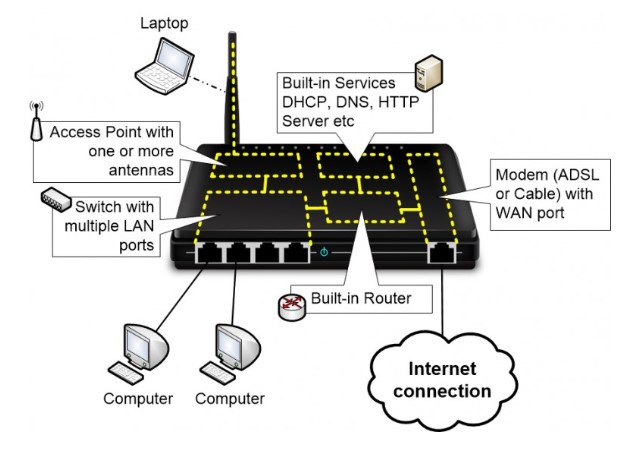 Laptop
Built-in Services
DHCP, DNS, HTTP
Server etc
Access Point with
one or more
antennas
Modem (ADSL
or Cable) with
WAN port
Switch with
multiple LAN
ports
Built-in Router
Internet
connection
Computer
Computer